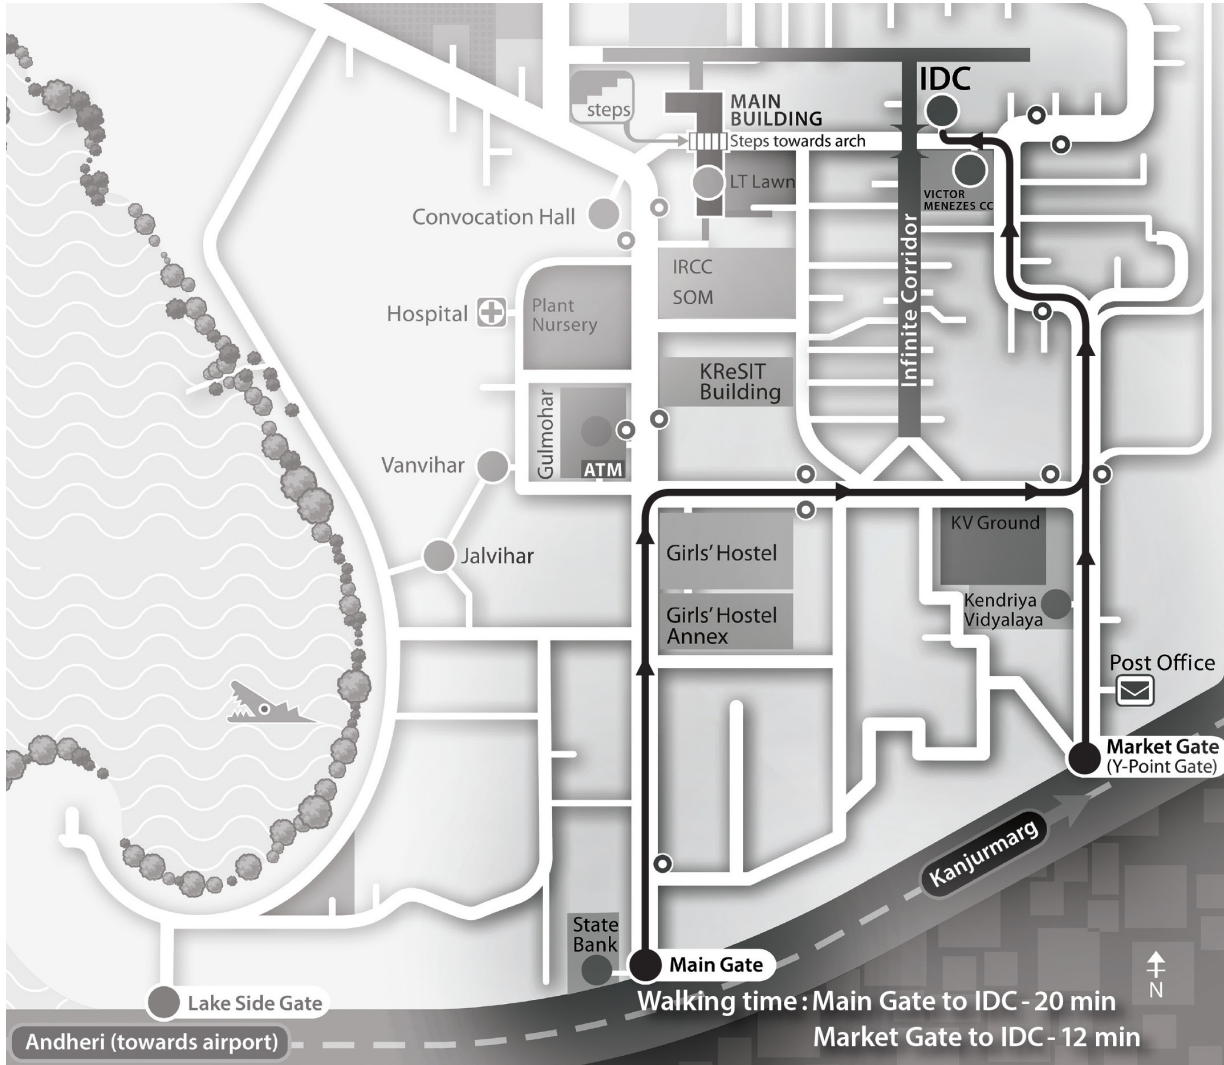 IDC
steps
MAIN
BUILDING
Steps towards arch
LT Lawn
VICTOR
MENEZES CC
Convocation Hall
Infinite Corridor
IRCC
SOM
Hospital
Plant
Nursery
KReSIT
Building
Gulmohar
ATM
Vanvihar
Jalvihar
KV Ground
Girls' Hostel
Kendriya
Vidyalaya
Girls' Hostel
Annex
Post Office
Market Gate
(Y-Point Gate)
Kanjurmarg
State
Bank
Main Gate
Lake Side Gate
N
Walking time : Main Gate to IDC - 20 min
Market Gate to IDC - 12 min
Andheri (towards airport)